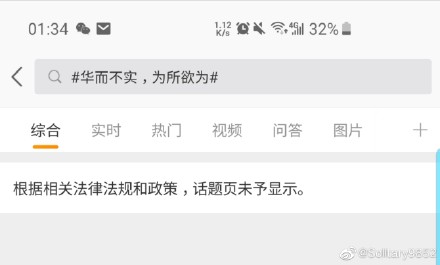 01:34 1.12 K/s 4G 32%
#华而不实，为所欲为#
综合 实时 热门 视频 问答 图片
根据相关法律法规和政策，话题页未予显示。
@Solitary9852